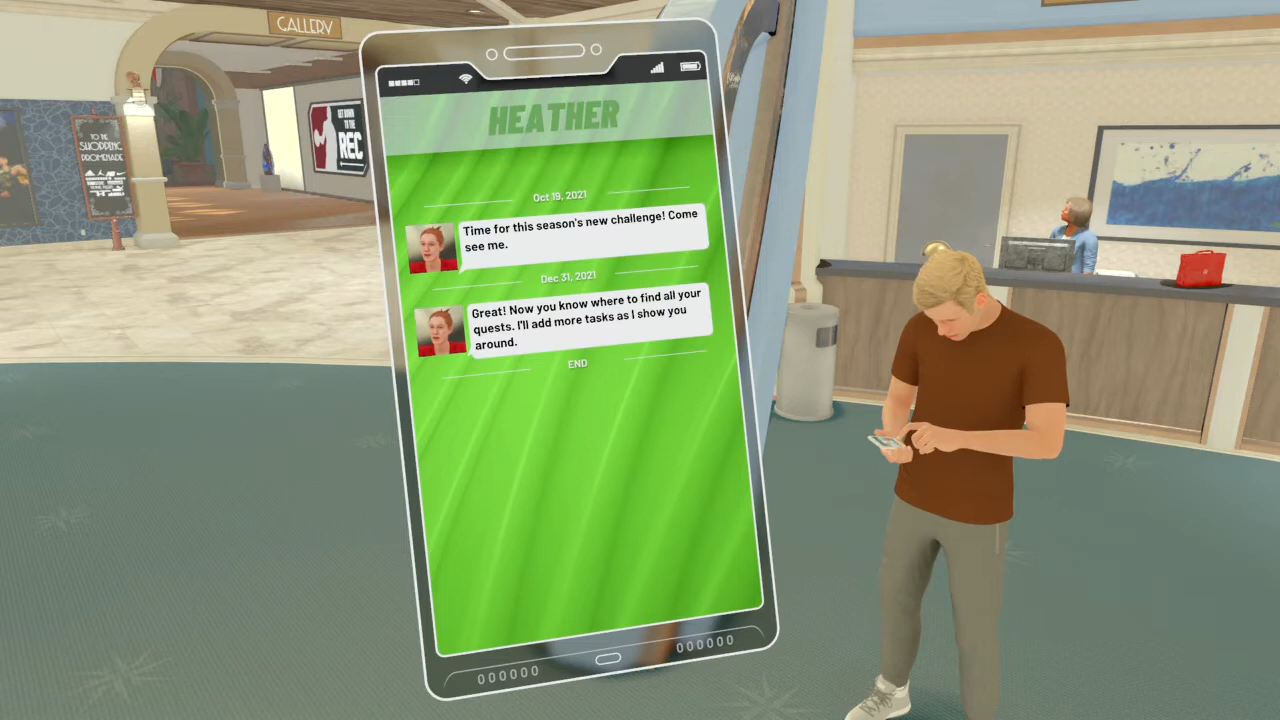 GALLERY
TO THE
SHOPPING
PROMENADE
GET DOWN
TO THE
REC
HEATHER
Oct 19, 2021
Time for this season's new challenge! Come
see me.
Dec 31, 2021
Great! Now you know where to find all your
quests. I'll add more tasks as I show you
around.
END